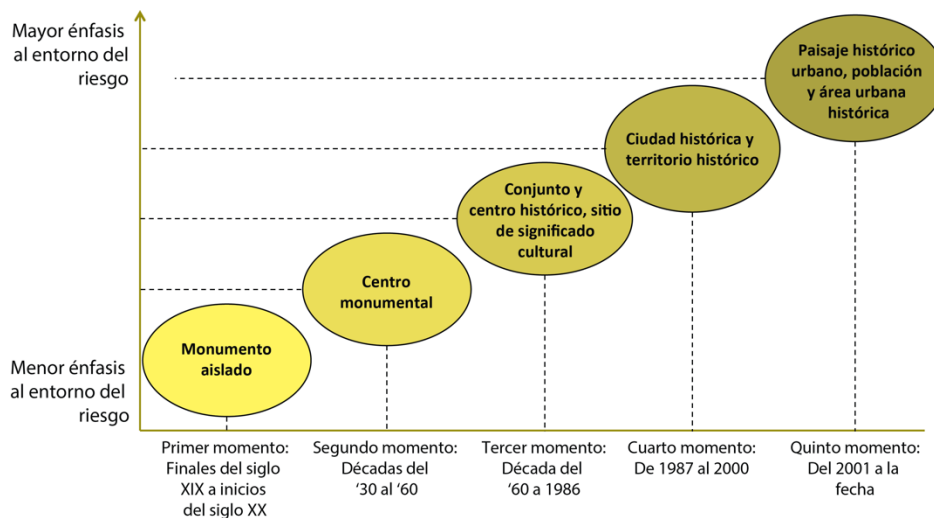 Mayor énfasis
al entorno del
riesgo
Paisaje histórico
urbano, población
y área urbana
histórica
Ciudad histórica y
territorio histórico
Conjunto y
centro histórico, sitio
de significado
cultural
Centro
monumental
Monumento
aislado
Menor énfasis
al entorno del
riesgo
Primer momento:
Finales del siglo
XIX a inicios
del siglo XX
Segundo momento:
Décadas del
‘30 al ‘60
Tercer momento:
Década del
‘60 a 1986
Cuarto momento:
De 1987 al 2000
Quinto momento:
Del 2001 a la
fecha